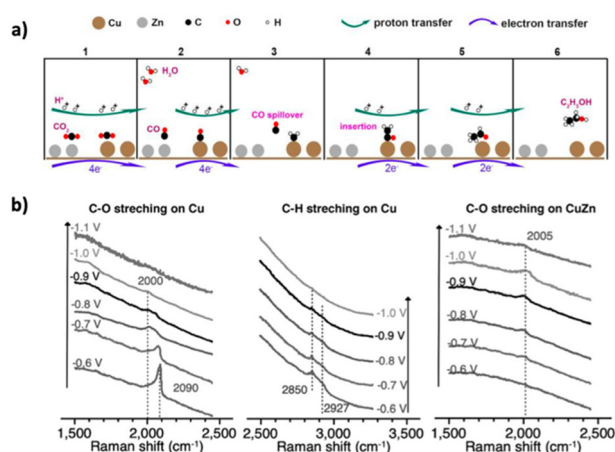 a)
Cu Zn C O H proton transfer electron transfer
1 2 3 4 5 6
H₂O
C₂H₅OH
H⁺
CO spillover
insertion
CO₂ CO
4e⁻ 4e⁻ 2e⁻ 2e⁻
b)
C-O streching on Cu C-H streching on Cu C-O streching on CuZn
-1.1 V
-1.0 V
-0.9 V
-0.8 V
-0.7 V
-0.6 V
2000
2090
1,500 2,000 2,500
Raman shift (cm⁻¹)
-1.0 V
-0.9 V
-0.8 V
-0.7 V
-0.6 V
2850
2927
2,500 3,000 3,500
Raman shift (cm⁻¹)
-1.1 V
-1.0 V
-0.9 V
-0.8 V
-0.7 V
-0.6 V
2005
1,500 2,000 2,500
Raman shift (cm⁻¹)